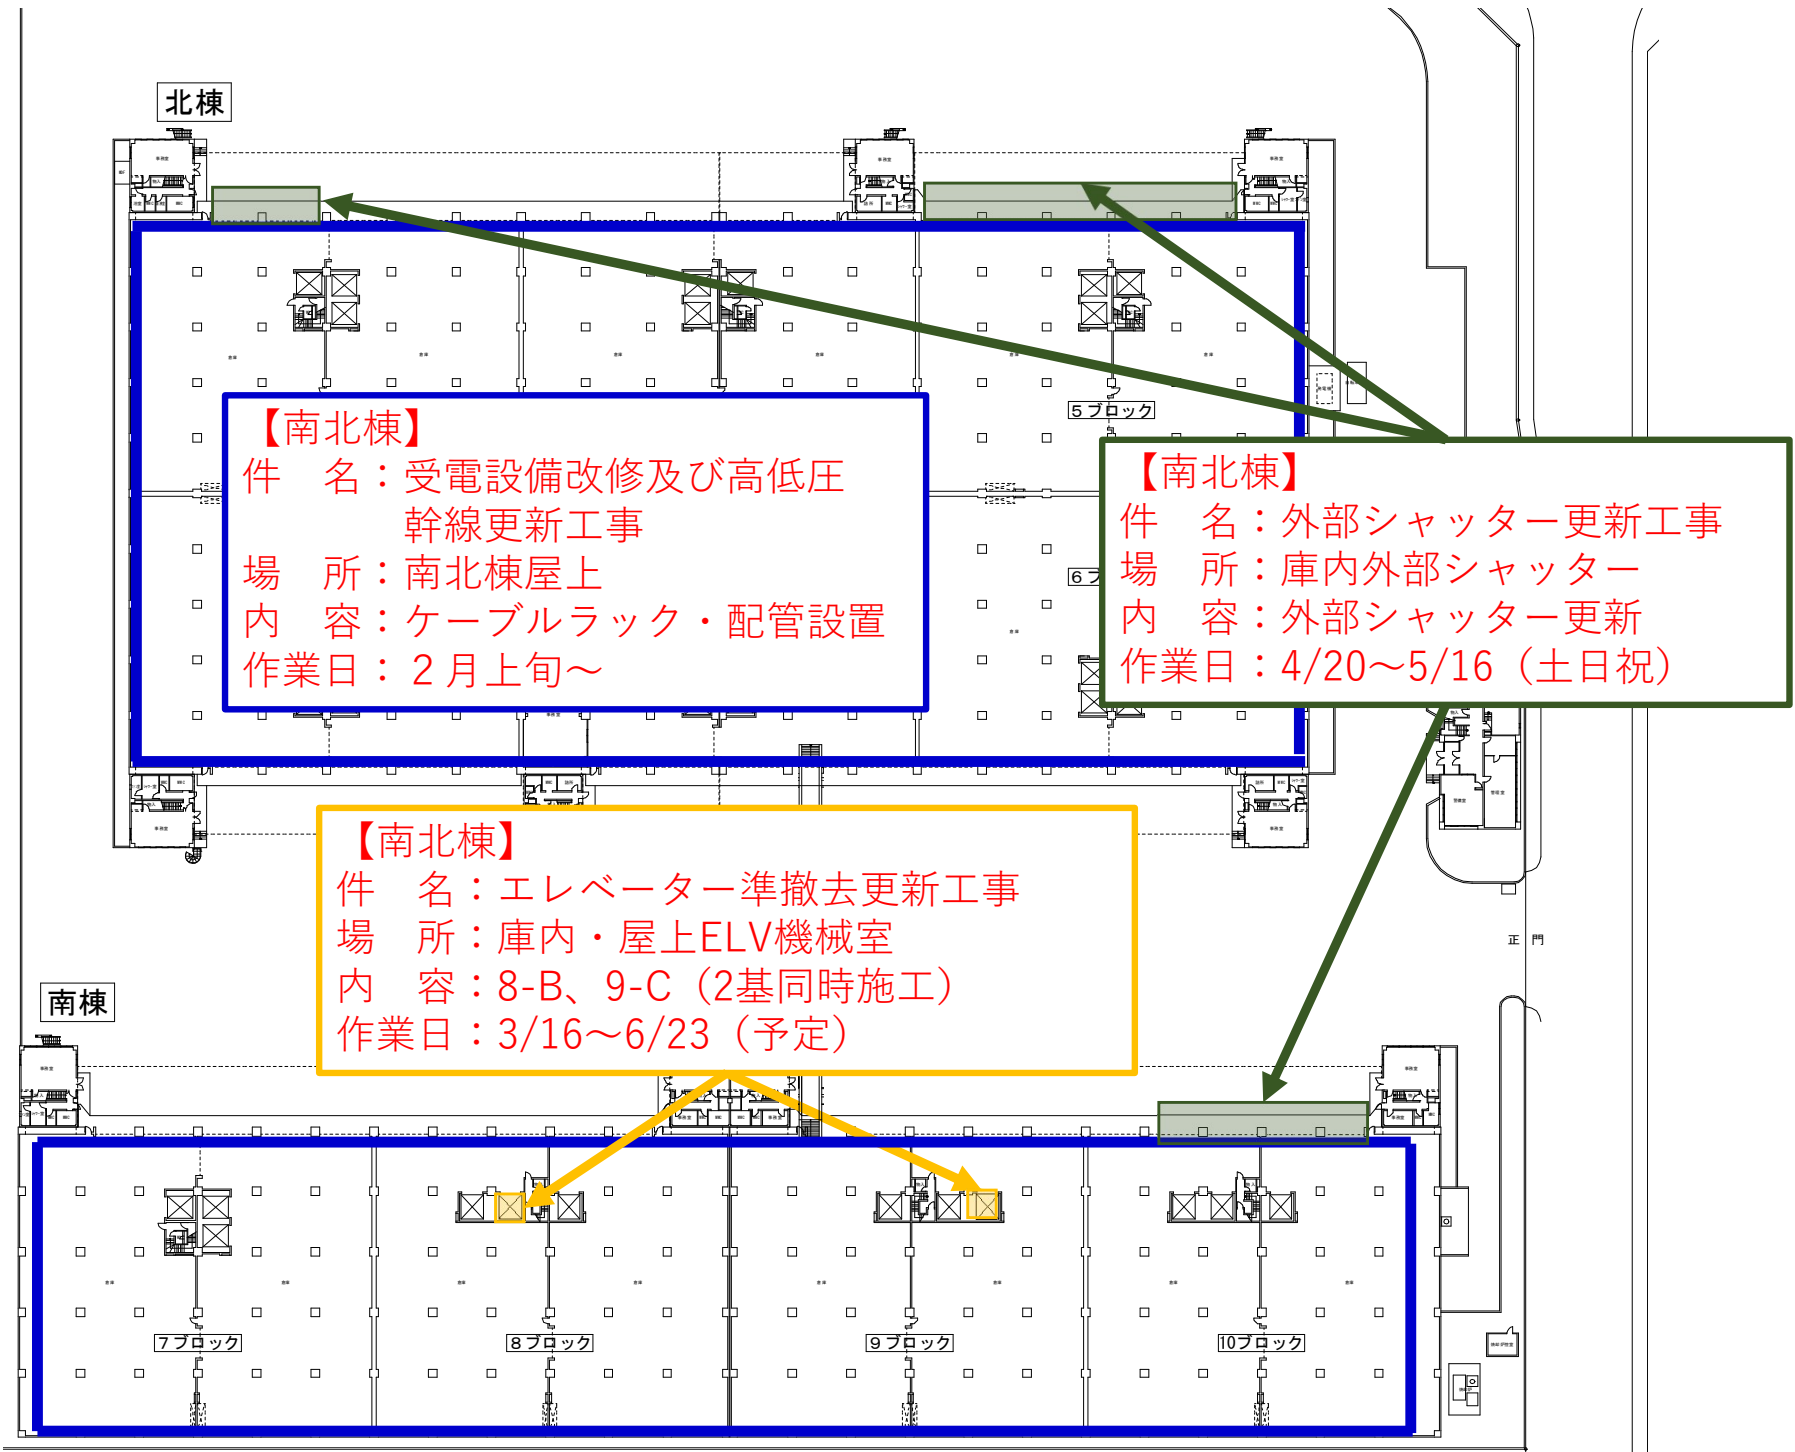 北棟
5ブロック
【南北棟】
件　名：受電設備改修及び高低圧
幹線更新工事
場　所：南北棟屋上
内　容：ケーブルラック・配管設置
作業日：２月上旬～
【南北棟】
件　名：外部シャッター更新工事
場　所：庫内外部シャッター
内　容：外部シャッター更新
作業日：4/20～5/16（土日祝）
6ブ
【南北棟】
件　名：エレベーター準撤去更新工事
場　所：庫内・屋上ELV機械室
内　容：8-B、9-C（2基同時施工）
作業日：3/16～6/23（予定）
正門
南棟
7ブロック
8ブロック
9ブロック
10ブロック